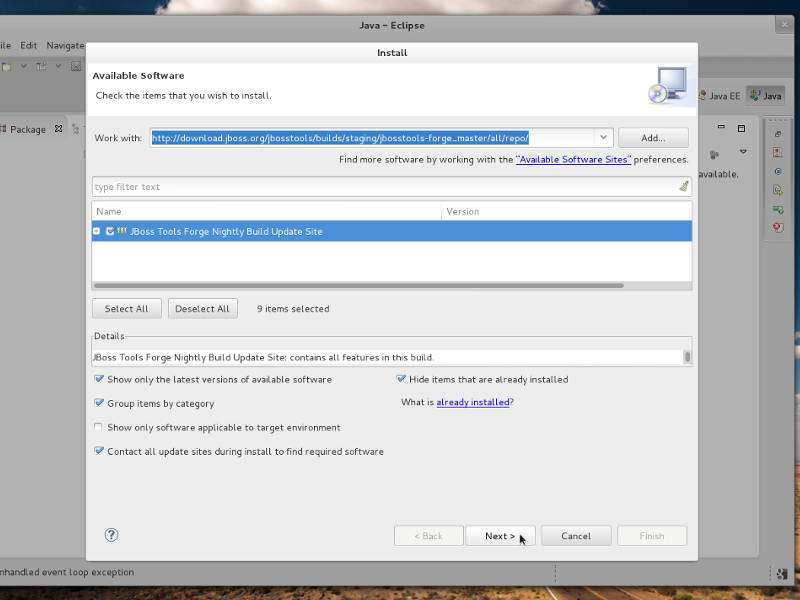 Java – Eclipse
ile Edit Navigate
Install
Available Software
Check the items that you wish to install.
Java EE
Java
Package
Work with:
http://download.jboss.org/jbosstools/builds/staging/jbosstools-forge_master/all/repo/
Add...
Find more software by working with the "Available Software Sites" preferences.
available.
type filter text
Name
Version
JBoss Tools Forge Nightly Build Update Site
Select All
Deselect All
9 items selected
Details
JBoss Tools Forge Nightly Build Update Site: contains all features in this build.
Show only the latest versions of available software
Hide items that are already installed
Group items by category
What is already installed?
Show only software applicable to target environment
Contact all update sites during install to find required software
< Back
Next >
Cancel
Finish
nhandled event loop exception